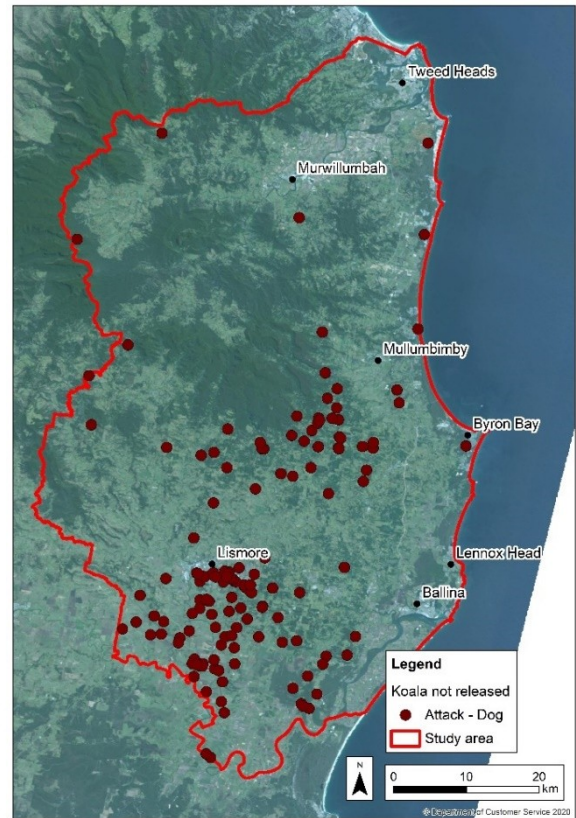 Tweed Heads
Murwillumbah
Mullumbimby
Byron Bay
Lismore
Lennox Head
Ballina
Legend
Koala not released
Attack - Dog
Study area
N
0 10 20
km
© Department of Customer Service 2020